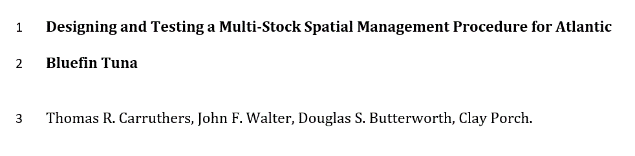 1 Designing and Testing a Multi-Stock Spatial Management Procedure for Atlantic
2 Bluefin Tuna
3 Thomas R. Carruthers, John F. Walter, Douglas S. Butterworth, Clay Porch.